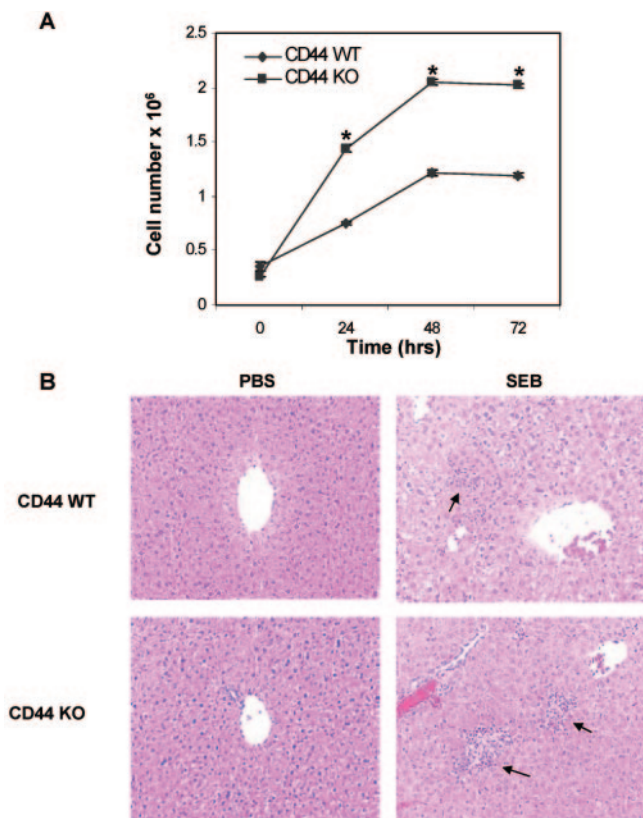 A
CD44 WT
CD44 KO
2.5
2
1.5
1
0.5
0
Cell number x 10⁶
*
*
*
0 24 48 72
Time (hrs)
B
PBS SEB
CD44 WT
CD44 KO